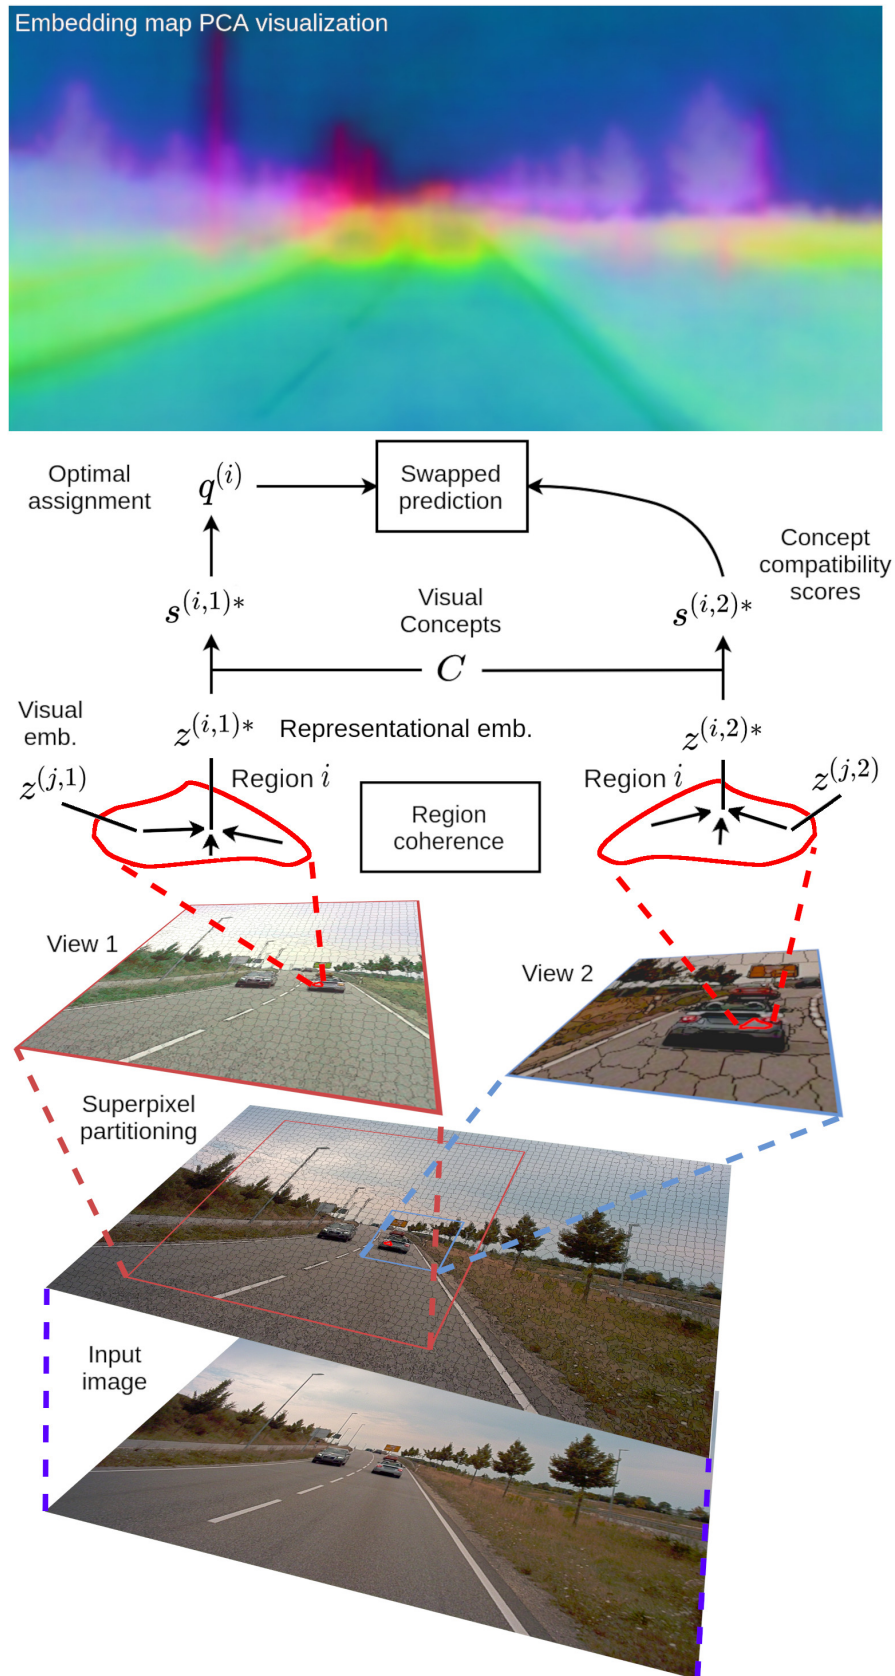 Embedding map PCA visualization
Optimal
assignment
q^{(i)}
Swapped
prediction
Concept
compatibility
scores
s^{(i,1)*}
Visual
Concepts
s^{(i,2)*}
C
Visual
emb.
z^{(i,1)*}
Representational emb.
z^{(i,2)*}
z^{(j,1)}
Region i
Region i
z^{(j,2)}
Region
coherence
View 1
View 2
Superpixel
partitioning
Input
image